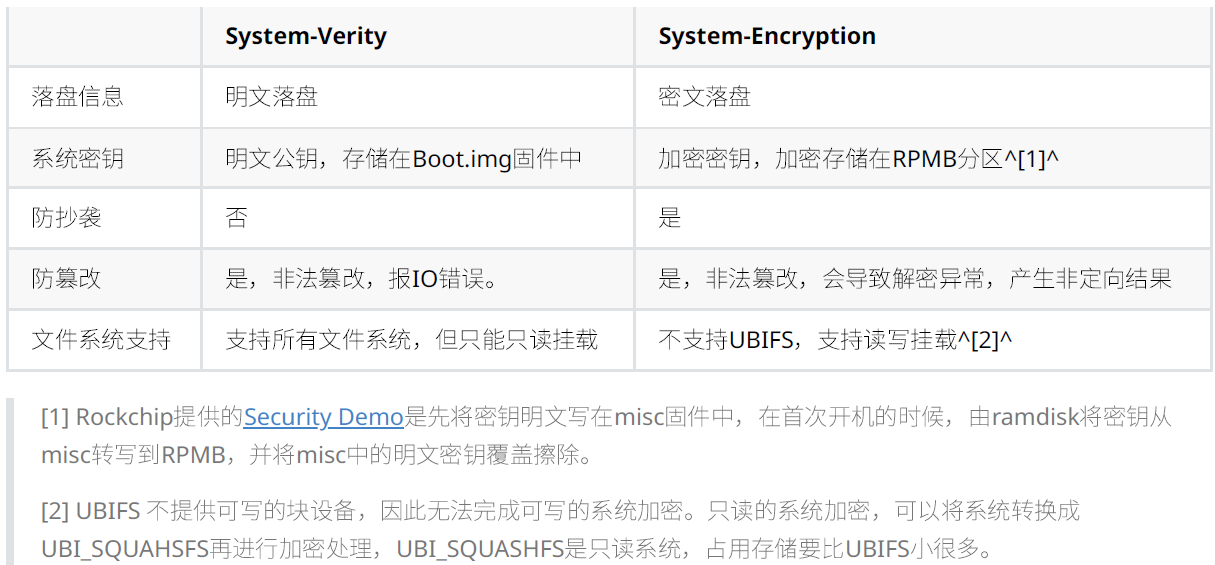 System-Verity System-Encryption
落盘信息 明文落盘 密文落盘
系统密钥 明文公钥，存储在Boot.img固件中 加密密钥，加密存储在RPMB分区^[1]^
防抄袭 否 是
防篡改 是，非法篡改，报IO错误。 是，非法篡改，会导致解密异常，产生非定向结果
文件系统支持 支持所有文件系统，但只能只读挂载 不支持UBIFS，支持读写挂载^[2]^
[1] Rockchip提供的Security Demo是先将密钥明文写在misc固件中，在首次开机的时候，由ramdisk将密钥从
misc转写到RPMB，并将misc中的明文密钥覆盖擦除。
[2] UBIFS 不提供可写的块设备，因此无法完成可写的系统加密。只读的系统加密，可以将系统转换成
UBI_SQUAHSFS再进行加密处理，UBI_SQUASHFS是只读系统，占用存储要比UBIFS小很多。